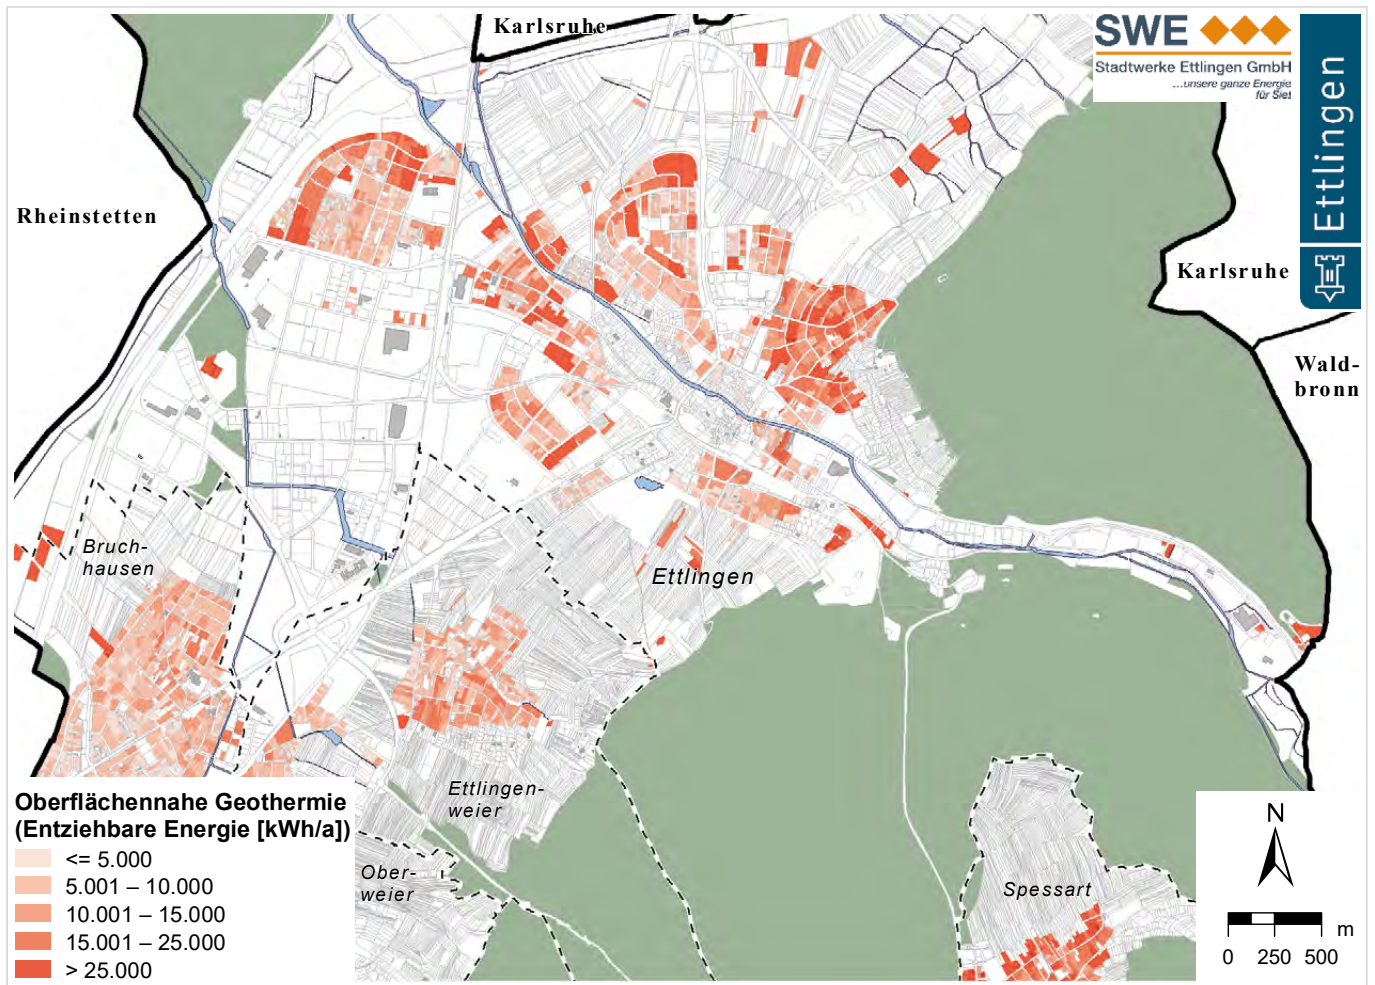 Karlsruhe
SWE
Stadtwerke Ettlingen GmbH
...unsere ganze Energie
für Sie!
Ettlingen
Rheinstetten
Karlsruhe
Wald-
bronn
Bruch-
hausen
Ettlingen
Ettlingen-
weier
Ober-
weier
Spessart
Oberflächennahe Geothermie
(Entziehbare Energie [kWh/a])
<= 5.000
5.001 – 10.000
10.001 – 15.000
15.001 – 25.000
> 25.000
N
m
0 250 500